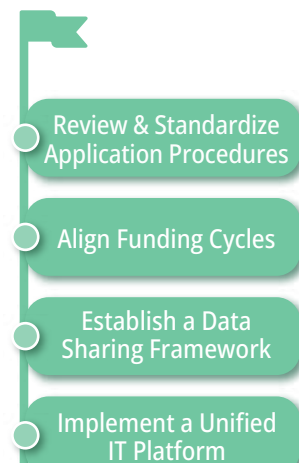 Review & Standardize
Application Procedures
Align Funding Cycles
Establish a Data
Sharing Framework
Implement a Unified
IT Platform